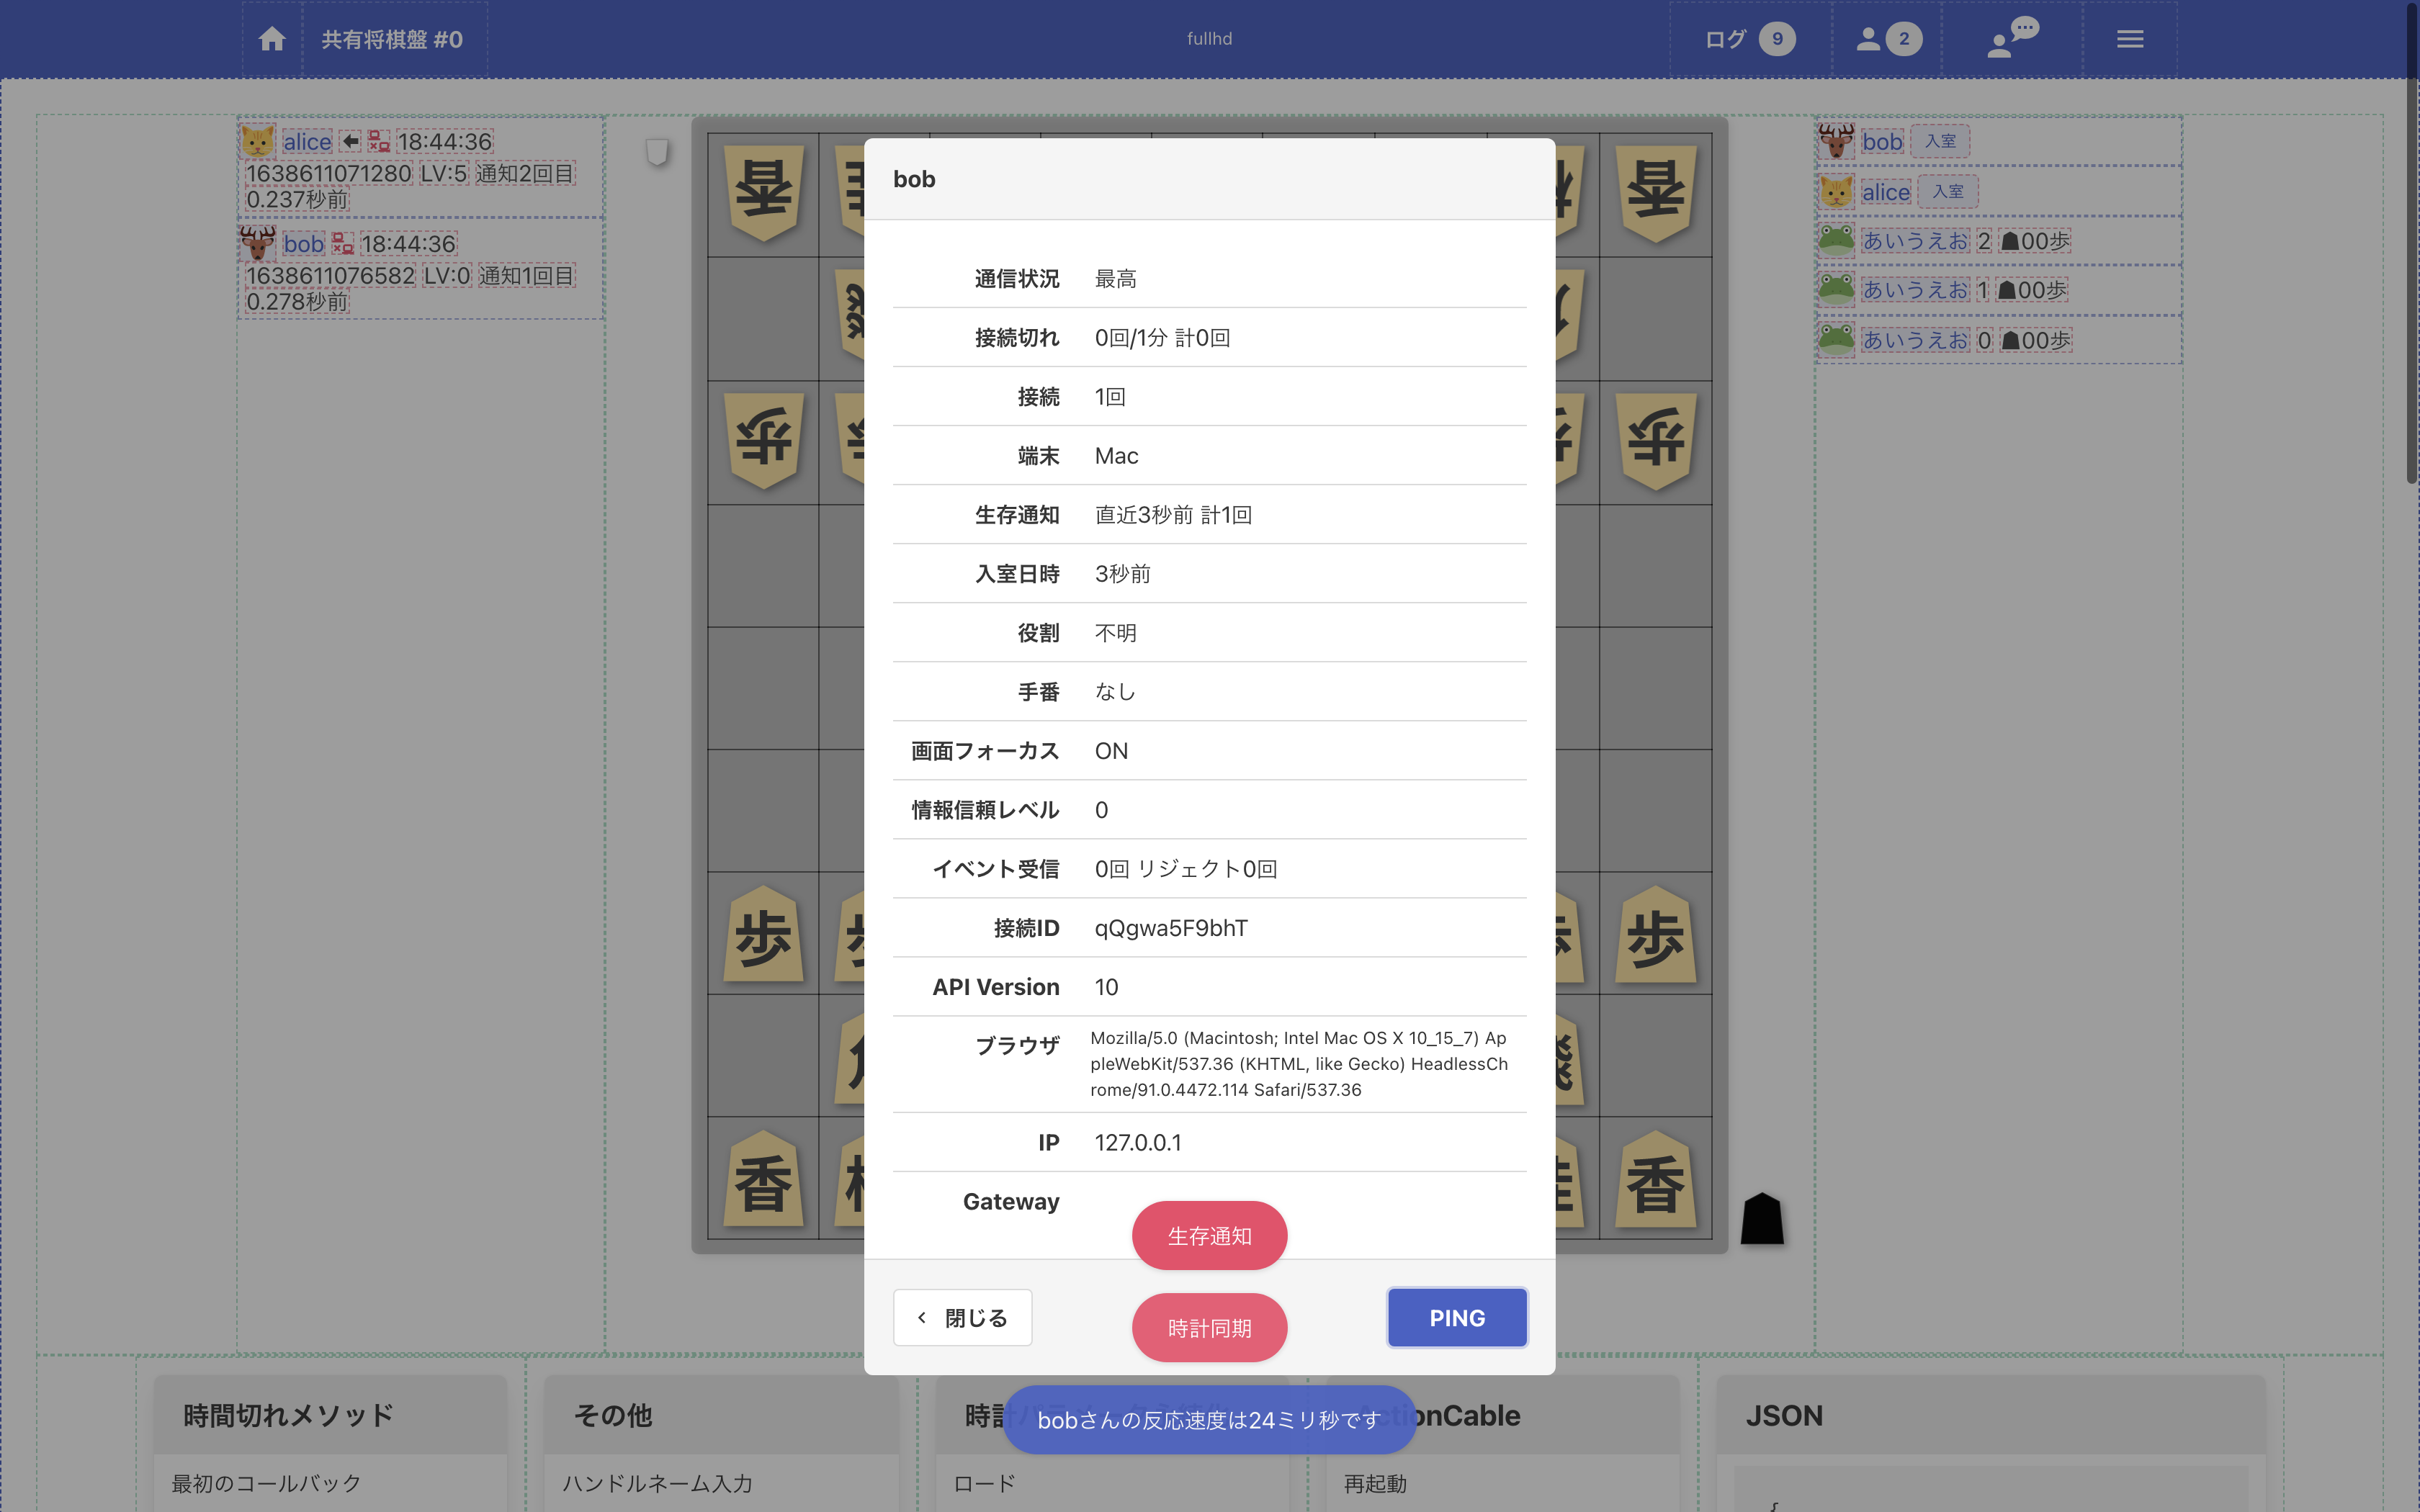 共有将棋盤 #0
fullhd
ログ 9
2
alice 18:44:36
1638611071280 LV:5 通知2回目
0.237秒前
bob 18:44:36
1638611076582 LV:0 通知1回目
0.278秒前
bob 入室
alice 入室
あいうえお 2 ☗00歩
あいうえお 1 ☗00歩
あいうえお 0 ☗00歩
香
香
歩
歩
歩
歩
飛
香
香
bob
通信状況 最高
接続切れ 0回/1分 計0回
接続 1回
端末 Mac
生存通知 直近3秒前 計1回
入室日時 3秒前
役割 不明
手番 なし
画面フォーカス ON
情報信頼レベル 0
イベント受信 0回 リジェクト0回
接続ID qQgwa5F9bhT
API Version 10
ブラウザ Mozilla/5.0 (Macintosh; Intel Mac OS X 10_15_7) Ap
pleWebKit/537.36 (KHTML, like Gecko) HeadlessCh
rome/91.0.4472.114 Safari/537.36
IP 127.0.0.1
Gateway
生存通知
閉じる
時計同期
PING
bobさんの反応速度は24ミリ秒です
時間切れメソッド
その他
JSON
最初のコールバック
ハンドルネーム入力
ロード
再起動
{